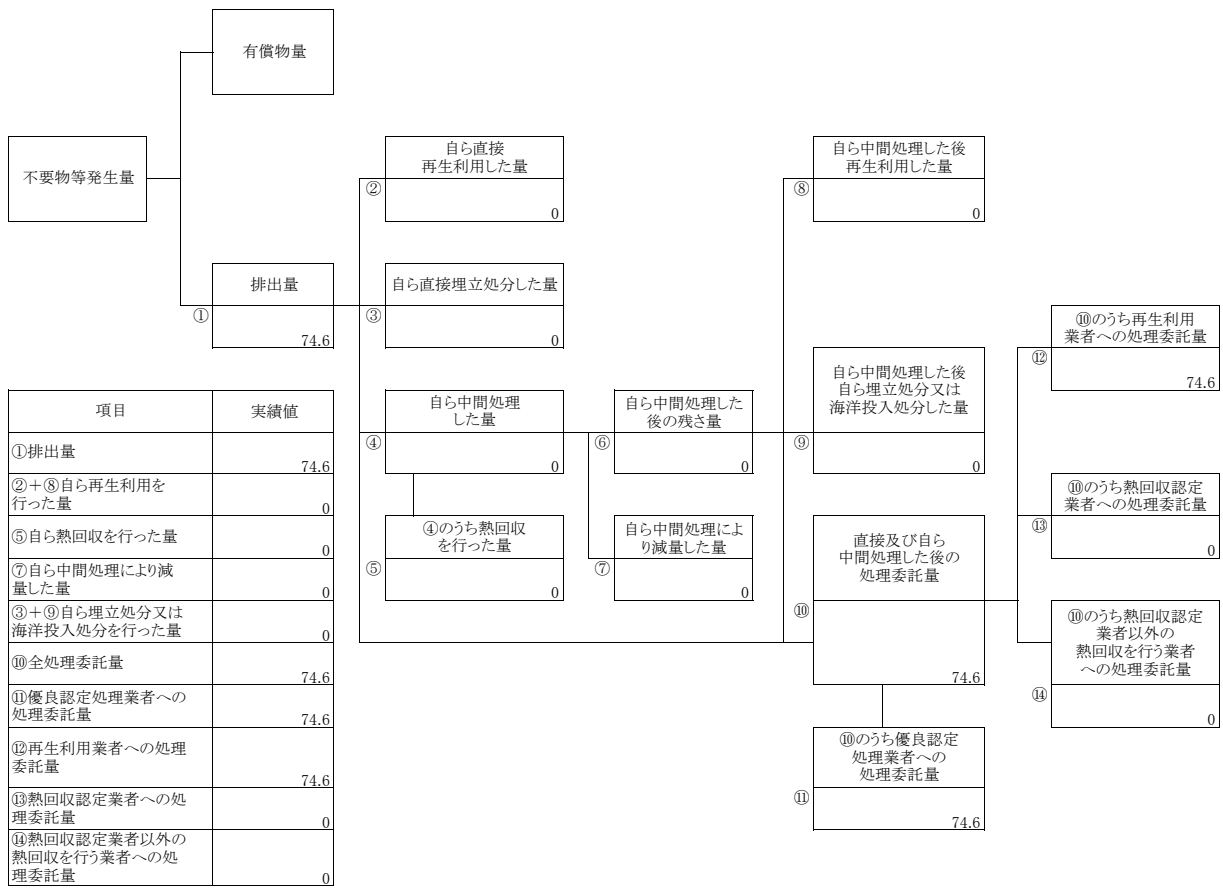 有償物量
不要物等発生量
排出量
①
74.6
自ら直接
再生利用した量
②
0
自ら直接埋立処分した量
③
0
自ら中間処理
した量
④
0
④のうち熱回収
を行った量
⑤
0
自ら中間処理した
後の残さ量
⑥
0
自ら中間処理によ
り減量した量
⑦
0
自ら中間処理した後
再生利用した量
⑧
0
自ら中間処理した後
自ら埋立処分又は
海洋投入処分した量
⑨
0
直接及び自ら
中間処理した後の
処理委託量
⑩
74.6
⑩のうち優良認定
処理業者への
処理委託量
⑪
74.6
⑩のうち再生利用
業者への処理委託量
⑫
74.6
⑩のうち熱回収認定
業者への処理委託量
⑬
0
⑩のうち熱回収認定
業者以外の
熱回収を行う業者
への処理委託量
⑭
0
項目 実績値
①排出量
74.6
②+⑧自ら再生利用を
行った量
0
⑤自ら熱回収を行った量
0
⑦自ら中間処理により減
量した量
0
③+⑨自ら埋立処分又は
海洋投入処分を行った量
0
⑩全処理委託量
74.6
⑪優良認定処理業者への
処理委託量
74.6
⑫再生利用業者への処理
委託量
74.6
⑬熱回収認定業者への処
理委託量
0
⑭熱回収認定業者以外の
熱回収を行う業者への処
理委託量
0